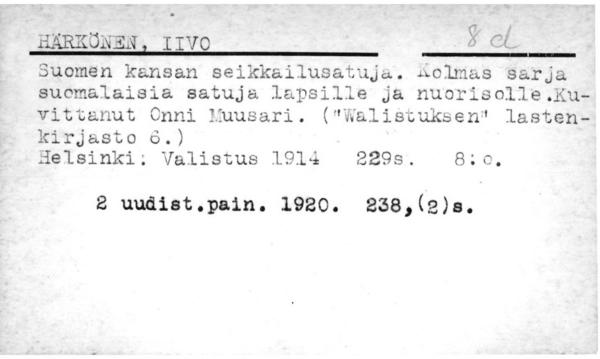 HÄRKÖNEN, IIVO 8 d
Suomen kansan seikkailusatuja. Kolmas sarja
suomalaisia satuja lapsille ja nuorisolle.Ku-
vittanut Onni Muusari. ("Walistuksen" lasten-
kirjasto 6.)
Helsinki: Valistus 1914 229s. 8:o.
2 uudist.pain. 1920. 238,(2)s.